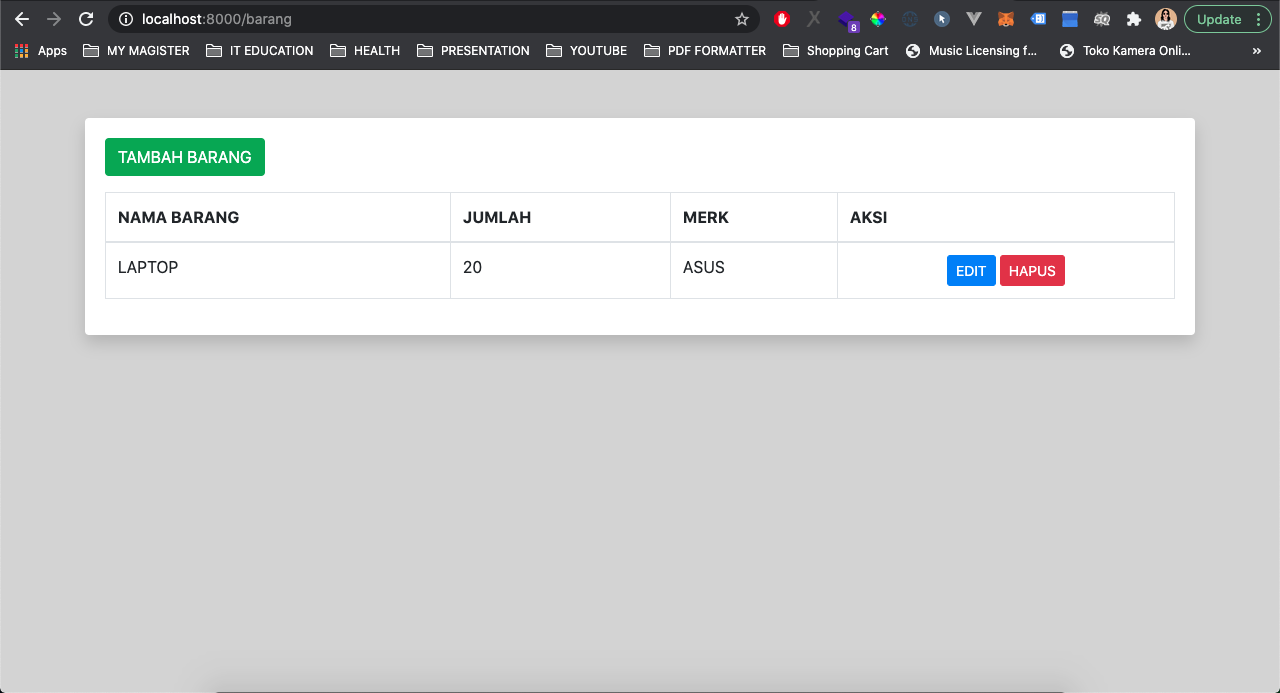 localhost:8000/barang
8
Update
Apps MY MAGISTER IT EDUCATION HEALTH PRESENTATION YOUTUBE PDF FORMATTER Shopping Cart Music Licensing f... Toko Kamera Onli... »
TAMBAH BARANG
NAMA BARANG JUMLAH MERK AKSI
LAPTOP 20 ASUS EDIT HAPUS